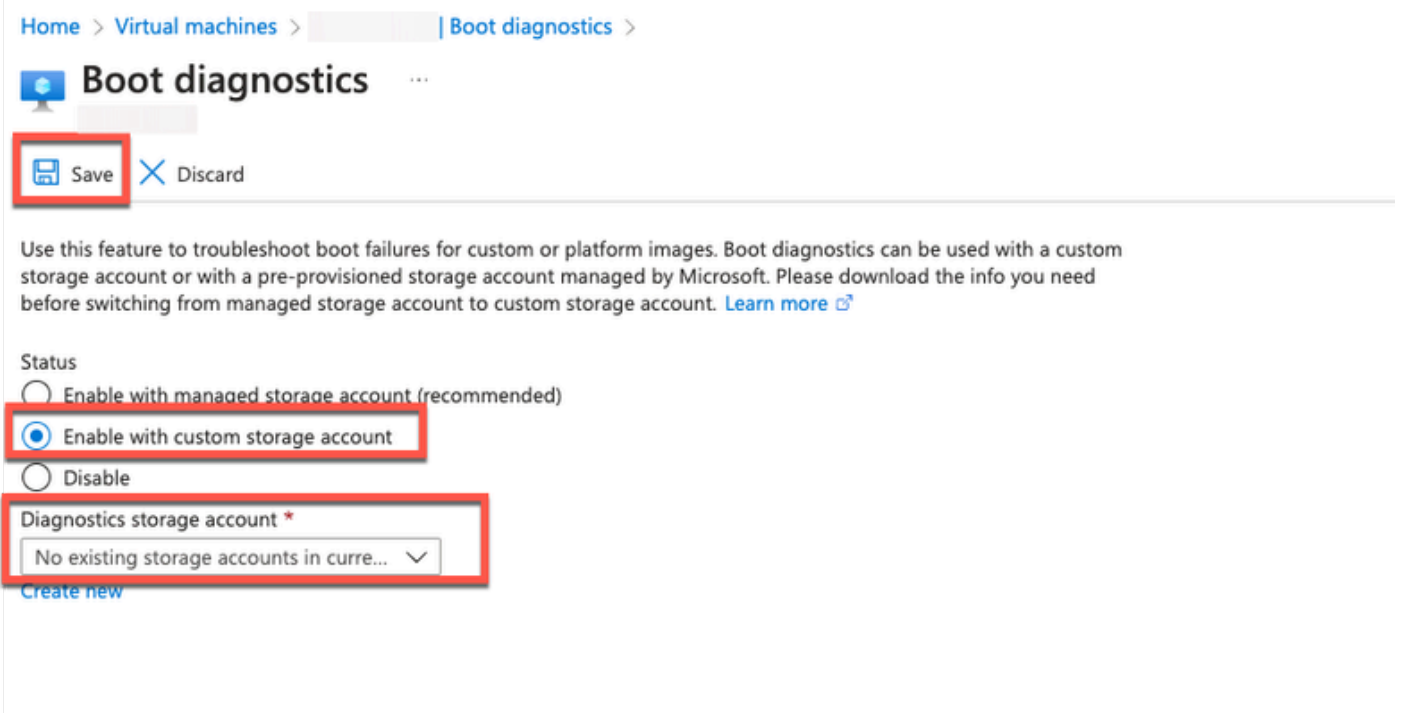 Home > Virtual machines > | Boot diagnostics >
Boot diagnostics ...
Save Discard
Use this feature to troubleshoot boot failures for custom or platform images. Boot diagnostics can be used with a custom
storage account or with a pre-provisioned storage account managed by Microsoft. Please download the info you need
before switching from managed storage account to custom storage account. Learn more
Status
Enable with managed storage account (recommended)
Enable with custom storage account
Disable
Diagnostics storage account *
No existing storage accounts in curre...
Create new